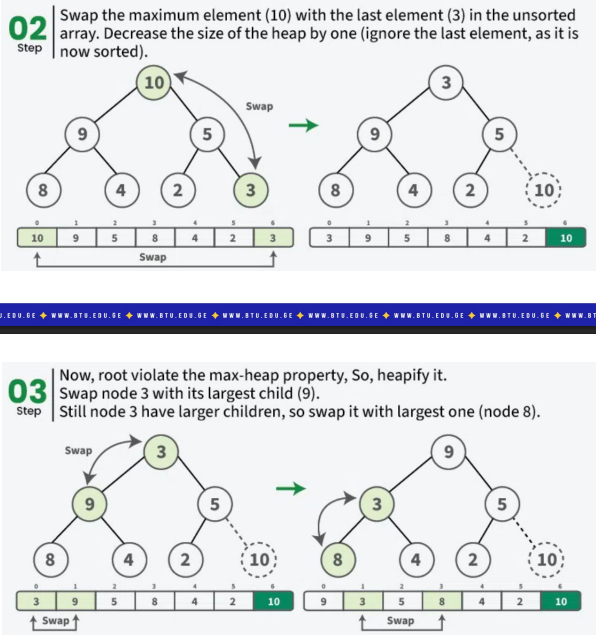 02
Step
Swap the maximum element (10) with the last element (3) in the unsorted
array. Decrease the size of the heap by one (ignore the last element, as it is
now sorted).
10
Swap
9 5
8 4 2 3
0 1 2 3 4 5 6
10 9 5 8 4 2 3
Swap
3
9 5
8 4 2 10
0 1 2 3 4 5 6
3 9 5 8 4 2 10
U.EDU.GE WWW.BTU.EDU.GE WWW.BTU.EDU.GE WWW.BTU.EDU.GE WWW.BTU.EDU.GE WWW.BTU.EDU.GE WWW.BTU.EDU.GE WWW.BT
03
Step
Now, root violate the max-heap property, So, heapify it.
Swap node 3 with its largest child (9).
Still node 3 have larger children, so swap it with largest one (node 8).
Swap
3
9 5
8 4 2 10
0 1 2 3 4 5 6
3 9 5 8 4 2 10
Swap
9
3 5
8 4 2 10
0 1 2 3 4 5 6
9 3 5 8 4 2 10
Swap